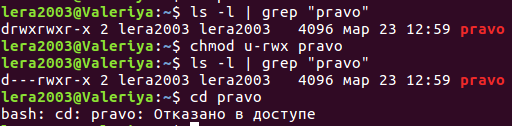 lera2003@Valeriya:~$ ls -l | grep "pravo"
drwxrwxr-x 2 lera2003 lera2003   4096 мар 23 12:59 pravo
lera2003@Valeriya:~$ chmod u-rwx pravo
lera2003@Valeriya:~$ ls -l | grep "pravo"
d---rwxr-x 2 lera2003 lera2003   4096 мар 23 12:59 pravo
lera2003@Valeriya:~$ cd pravo
bash: cd: pravo: Отказано в доступе